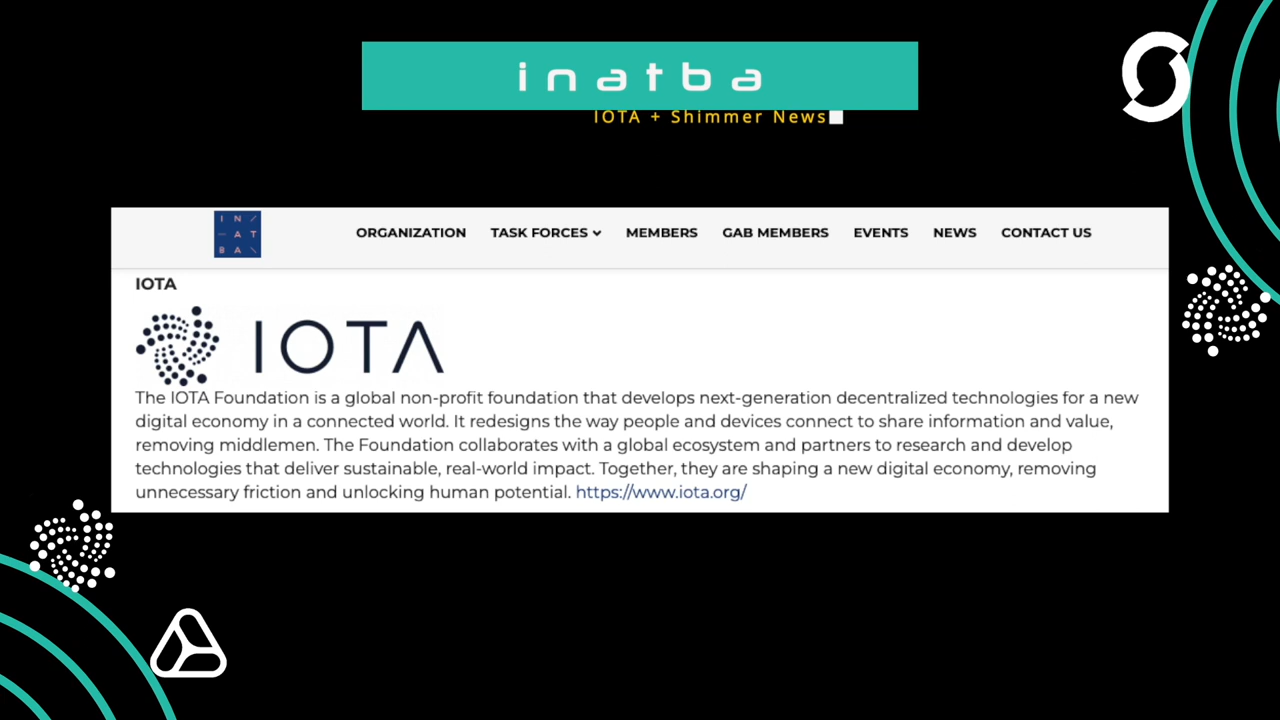 inatba
IOTA + Shimmer News
IN/
— AT
BA\
ORGANIZATION TASK FORCES MEMBERS GAB MEMBERS EVENTS NEWS CONTACT US
IOTA
IOTA
The IOTA Foundation is a global non-profit foundation that develops next-generation decentralized technologies for a new
digital economy in a connected world. It redesigns the way people and devices connect to share information and value,
removing middlemen. The Foundation collaborates with a global ecosystem and partners to research and develop
technologies that deliver sustainable, real-world impact. Together, they are shaping a new digital economy, removing
unnecessary friction and unlocking human potential. https://www.iota.org/